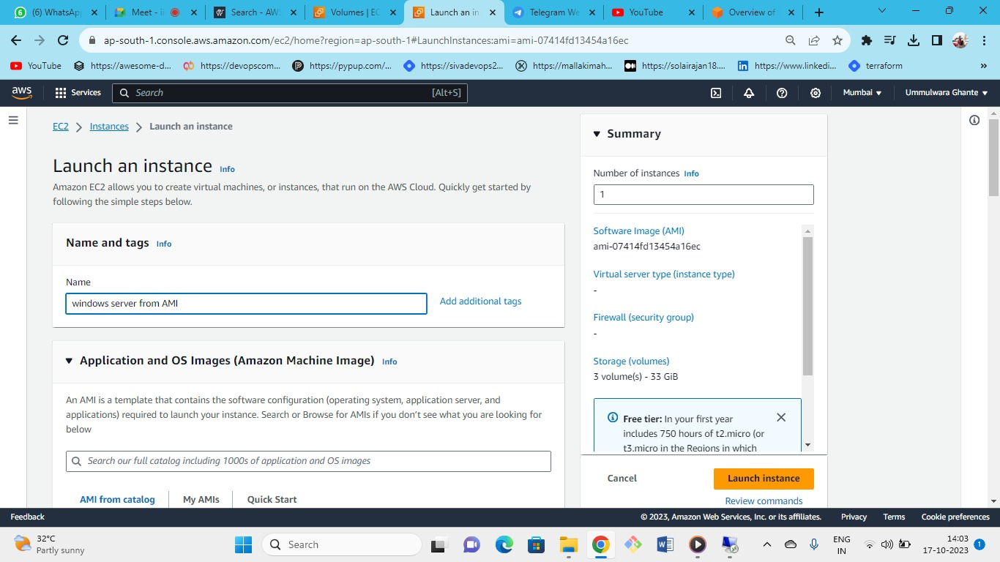 (6) WhatsAp
Meet - ii
Search - AW
Volumes | EC
Launch an in
Telegram We
YouTube
Overview of
ap-south-1.console.aws.amazon.com/ec2/home?region=ap-south-1#LaunchInstances:ami=ami-07414fd13454a16ec
YouTube
https://awesome-d...
https://devopscom...
https://pypup.com/...
https://sivadevops2...
https://mallakimah...
https://solairajan18....
https://www.linkedi...
terraform
»
aws
Services
Search
[Alt+S]
Mumbai
Ummulwara Ghante
EC2
Instances
Launch an instance
Launch an instance Info
Amazon EC2 allows you to create virtual machines, or instances, that run on the AWS Cloud. Quickly get started by
following the simple steps below.
Name and tags Info
Name
windows server from AMI
Add additional tags
Application and OS Images (Amazon Machine Image) Info
An AMI is a template that contains the software configuration (operating system, application server, and
applications) required to launch your instance. Search or Browse for AMIs if you don't see what you are looking for
below
Search our full catalog including 1000s of application and OS images
AMI from catalog
My AMIs
Quick Start
Summary
Number of instances Info
1
Software Image (AMI)
ami-07414fd13454a16ec
Virtual server type (instance type)
-
Firewall (security group)
-
Storage (volumes)
3 volume(s) - 33 GiB
Free tier: In your first year
includes 750 hours of t2.micro (or
t3.micro in the Regions in which
Cancel
Launch instance
Review commands
Feedback
© 2023, Amazon Web Services, Inc. or its affiliates.
Privacy
Terms
Cookie preferences
32°C
Partly sunny
Search
ENG
IN
14:03
17-10-2023
1